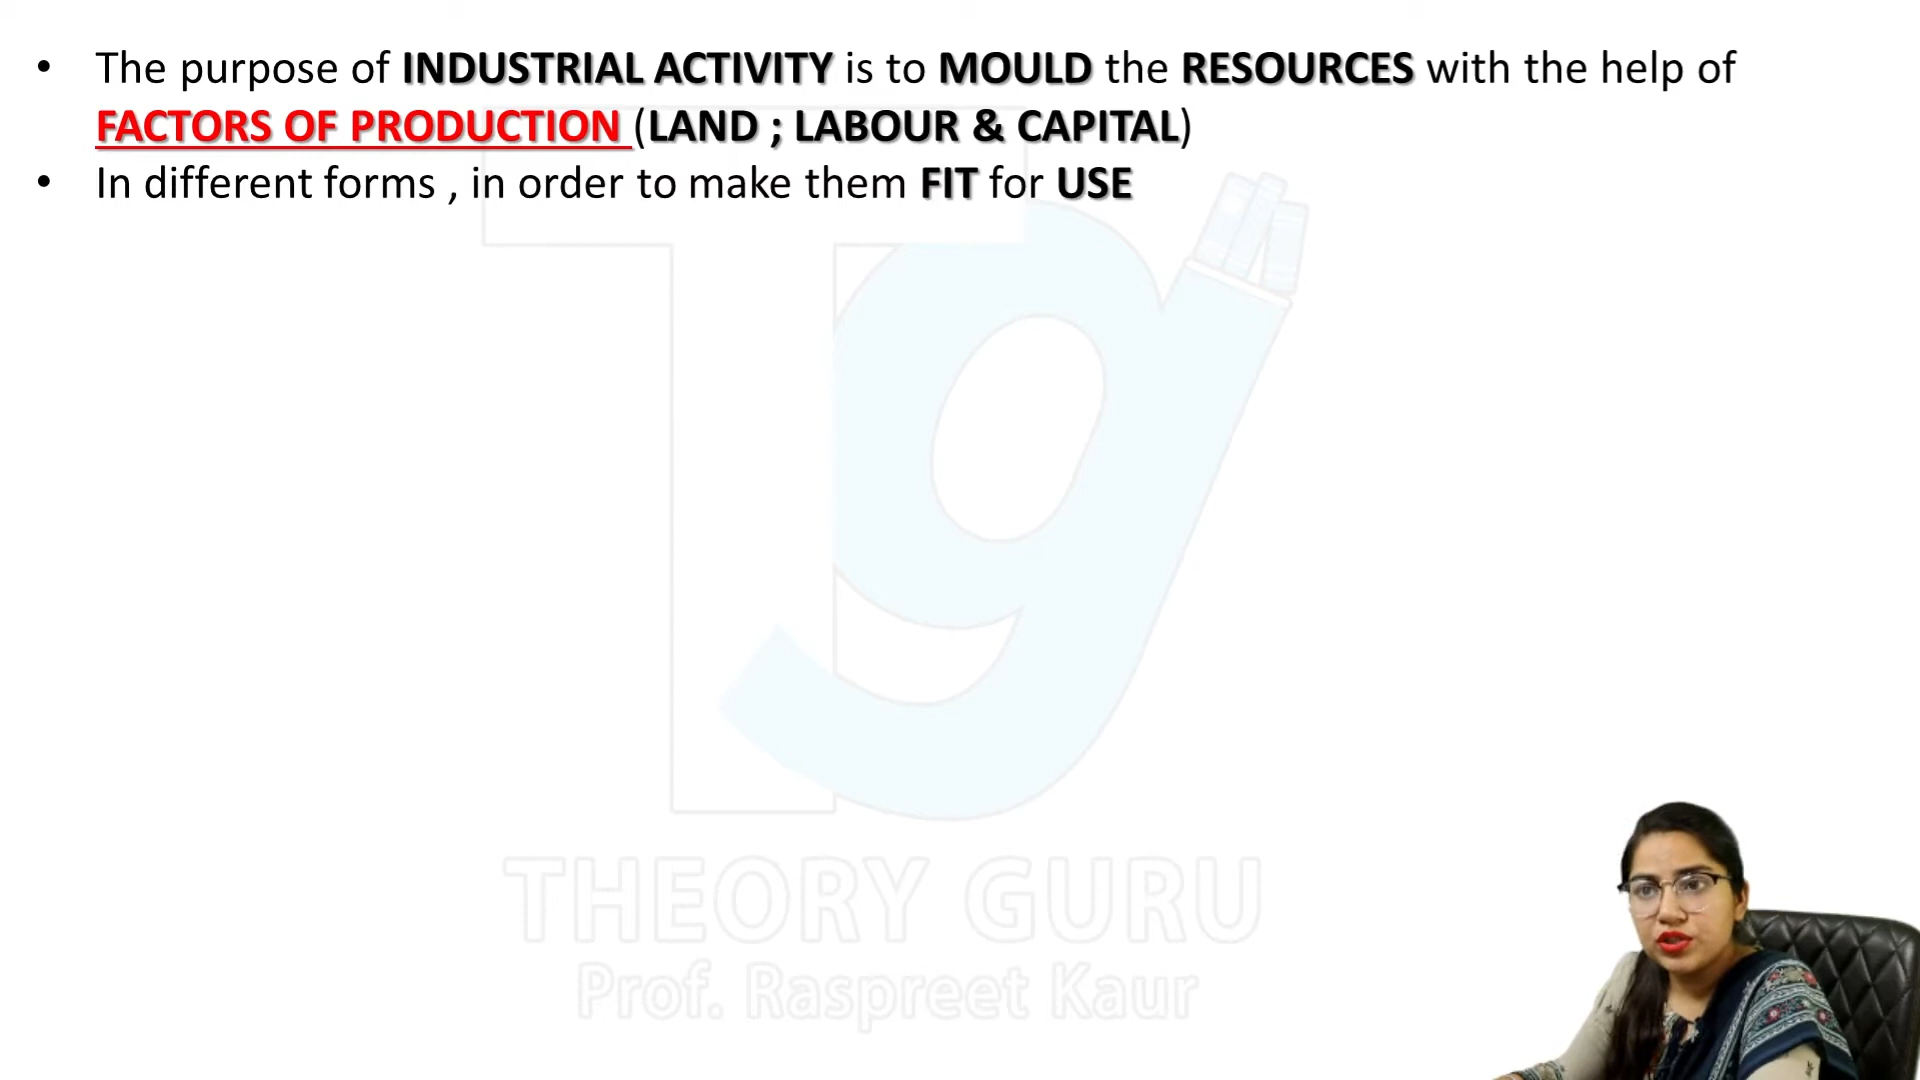 • The purpose of INDUSTRIAL ACTIVITY is to MOULD the RESOURCES with the help of
FACTORS OF PRODUCTION (LAND ; LABOUR & CAPITAL)
• In different forms , in order to make them FIT for USE
Tg
THEORY GURU
Prof. Raspreet Kaur